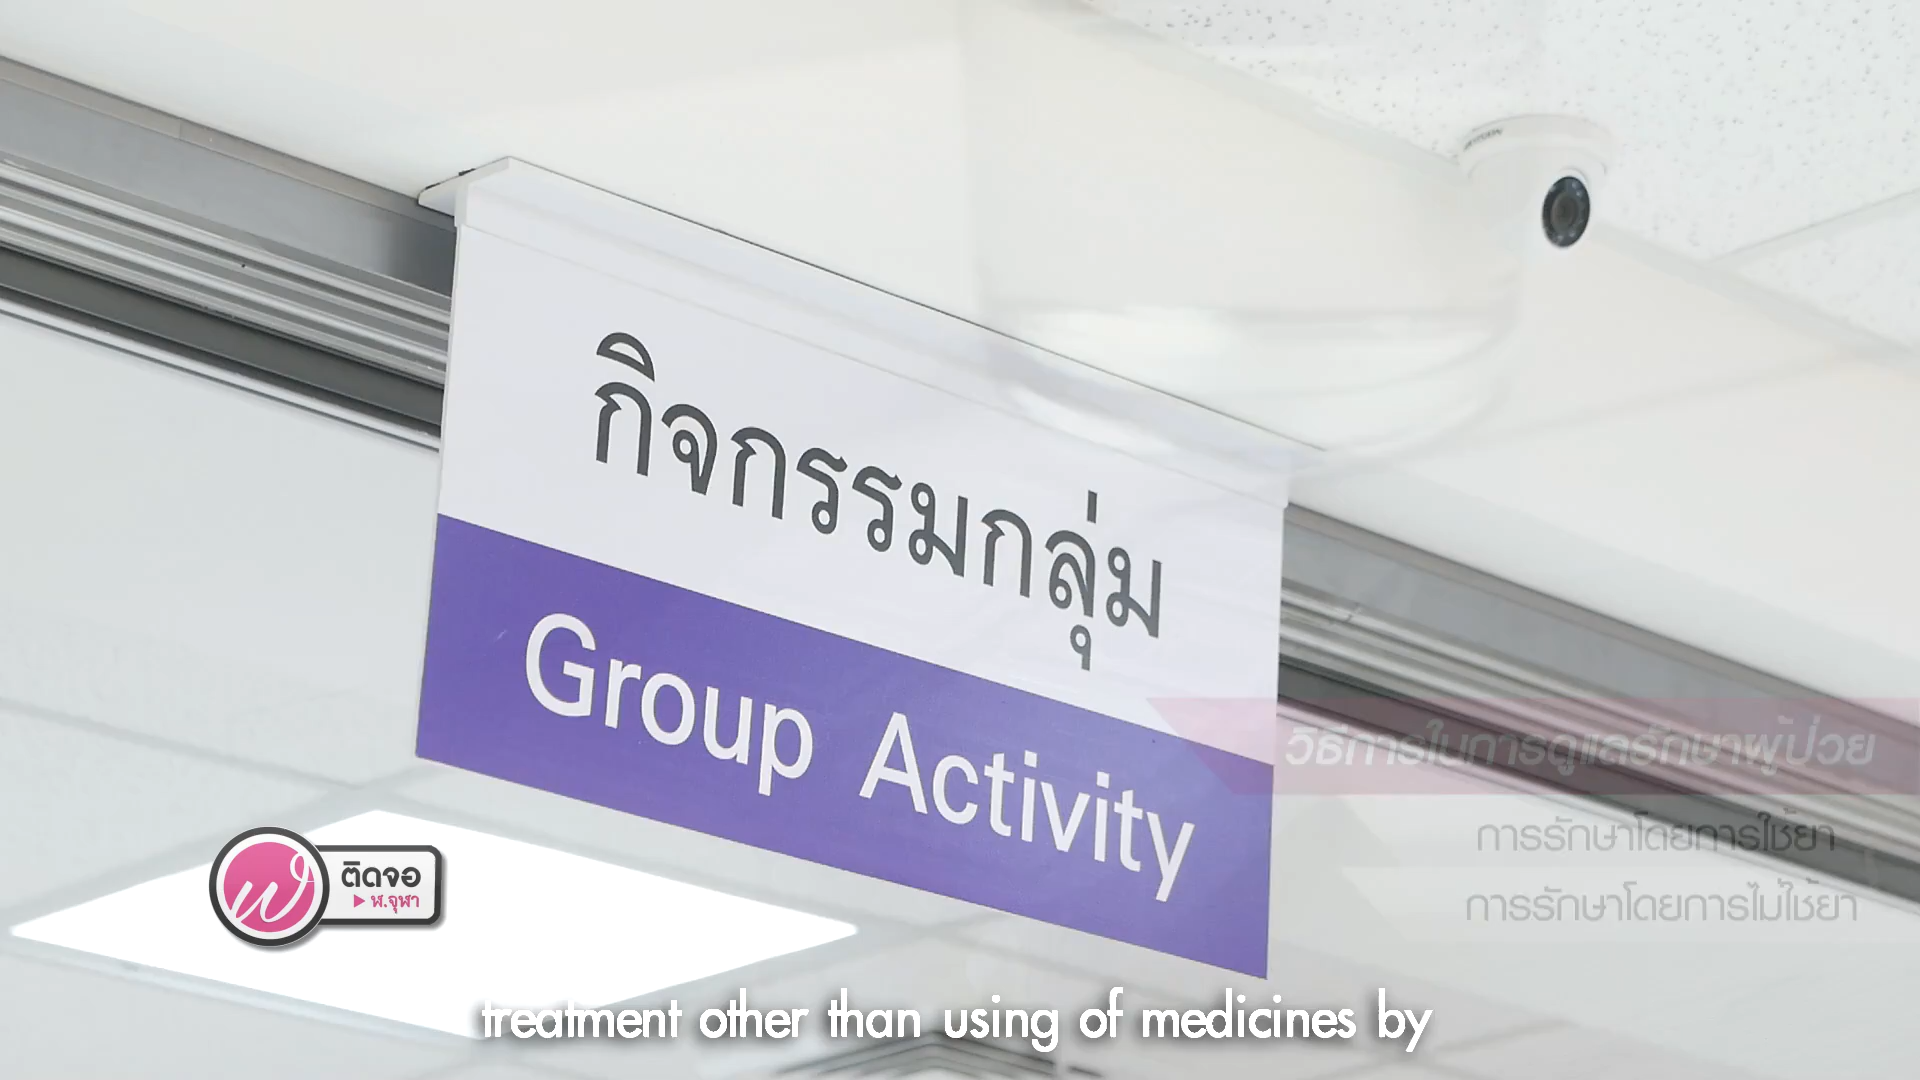 กิจกรรมกลุ่ม
Group Activity
วิธีการในการดูแลรักษาผู้ป่วย
การรักษาโดยการใช้ยา
การรักษาโดยการไม่ใช้ยา
ติดจอ
ฬ.จุฬา
treatment other than using of medicines by